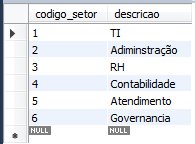 codigo_setor descricao
1 TI
2 Adiminstração
3 RH
4 Contabilidade
5 Atendimento
6 Governancia
NULL NULL